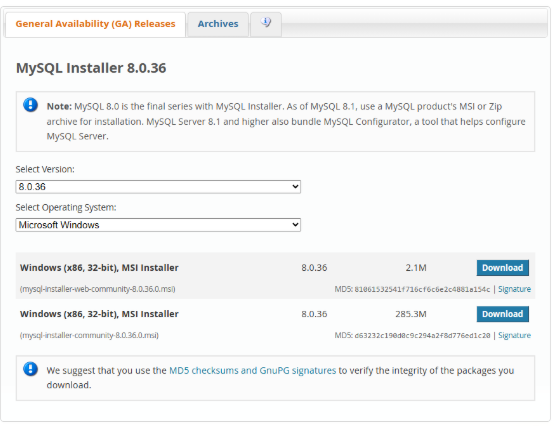 General Availability (GA) Releases
Archives
MySQL Installer 8.0.36
Note: MySQL 8.0 is the final series with MySQL Installer. As of MySQL 8.1, use a MySQL product's MSI or Zip
archive for installation. MySQL Server 8.1 and higher also bundle MySQL Configurator, a tool that helps configure
MySQL Server.
Select Version:
8.0.36
Select Operating System:
Microsoft Windows
Windows (x86, 32-bit), MSI Installer 8.0.36 2.1M Download
(mysql-installer-web-community-8.0.36.0.msi) MD5: 81061532541f716cf6c6e2c4881a154c | Signature
Windows (x86, 32-bit), MSI Installer 8.0.36 285.3M Download
(mysql-installer-community-8.0.36.0.msi) MD5: d63232c190d0c9c294a2f8d776ed1c20 | Signature
We suggest that you use the MD5 checksums and GnuPG signatures to verify the integrity of the packages you
download.